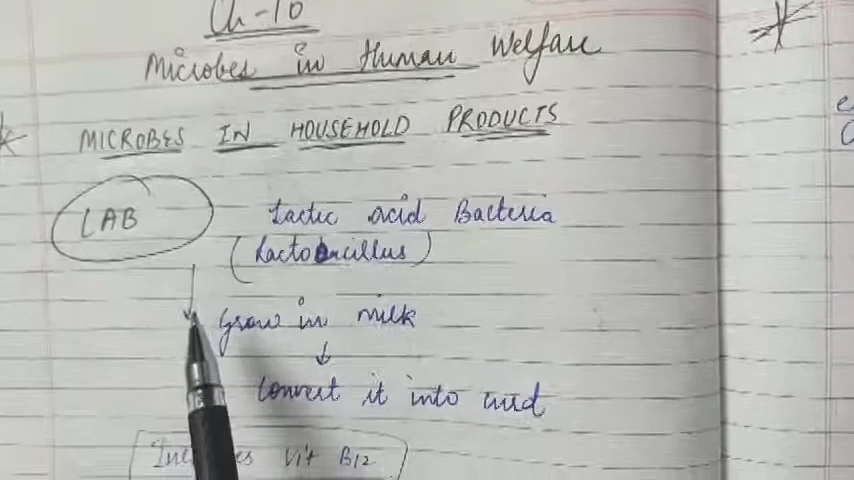 Ch-10
Microbes in Human Welfare
MICROBES IN HOUSEHOLD PRODUCTS
LAB Lactic acid Bacteria
(Lactobacillus)
Grow in milk
↓
Convert it into curd
Vit B12